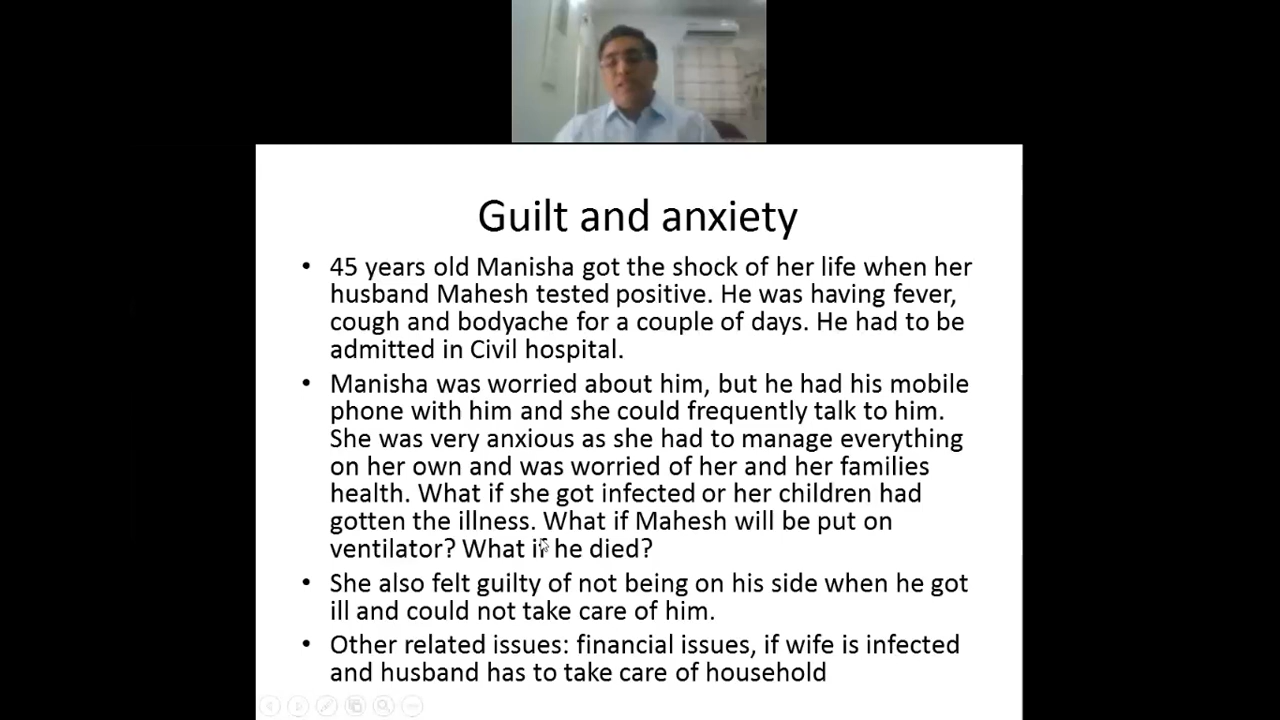 Guilt and anxiety
• 45 years old Manisha got the shock of her life when her
husband Mahesh tested positive. He was having fever,
cough and bodyache for a couple of days. He had to be
admitted in Civil hospital.
• Manisha was worried about him, but he had his mobile
phone with him and she could frequently talk to him.
She was very anxious as she had to manage everything
on her own and was worried of her and her families
health. What if she got infected or her children had
gotten the illness. What if Mahesh will be put on
ventilator? What if he died?
• She also felt guilty of not being on his side when he got
ill and could not take care of him.
• Other related issues: financial issues, if wife is infected
and husband has to take care of household